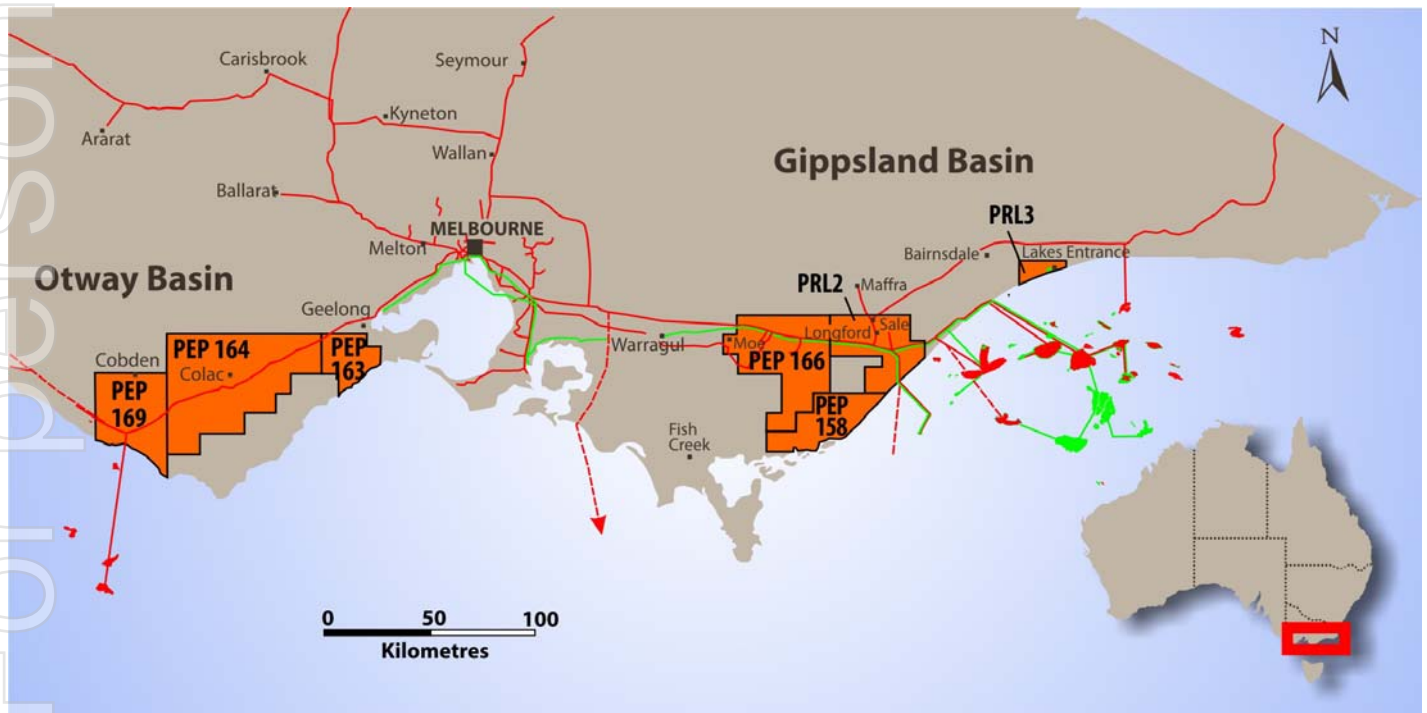 For person
Carisbrook
Seymour
N
Ararat
Kyneton
Wallan
Gippsland Basin
Ballarat
PRL3
MELBOURNE
Melton
Bairnsdale
Lakes Entrance
Otway Basin
PRL2
Maffra
Geelong
Longford
Sale
Cobden
PEP 164
PEP
163
Warragul
Moe
PEP 166
Colac
PEP
169
PEP
158
Fish
Creek
0 50 100
Kilometres